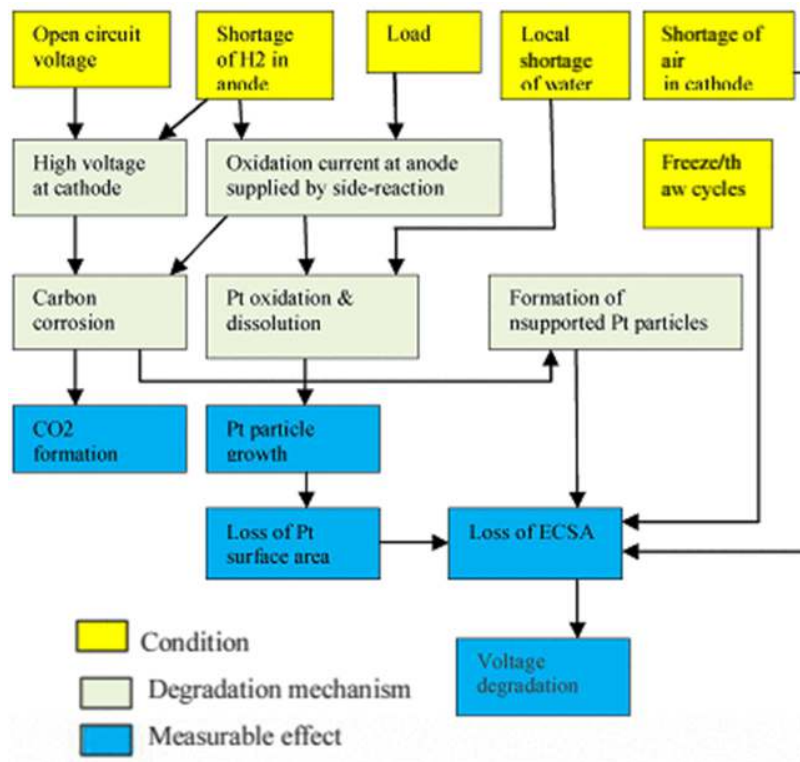 Open circuit
voltage
Shortage
of H2 in
anode
Load
Local
shortage
of water
Shortage of
air
in cathode
High voltage
at cathode
Oxidation current at anode
supplied by side-reaction
Freeze/th
aw cycles
Carbon
corrosion
Pt oxidation &
dissolution
Formation of
nsupported Pt particles
CO2
formation
Pt particle
growth
Loss of Pt
surface area
Loss of ECSA
Voltage
degradation
Condition
Degradation mechanism
Measurable effect